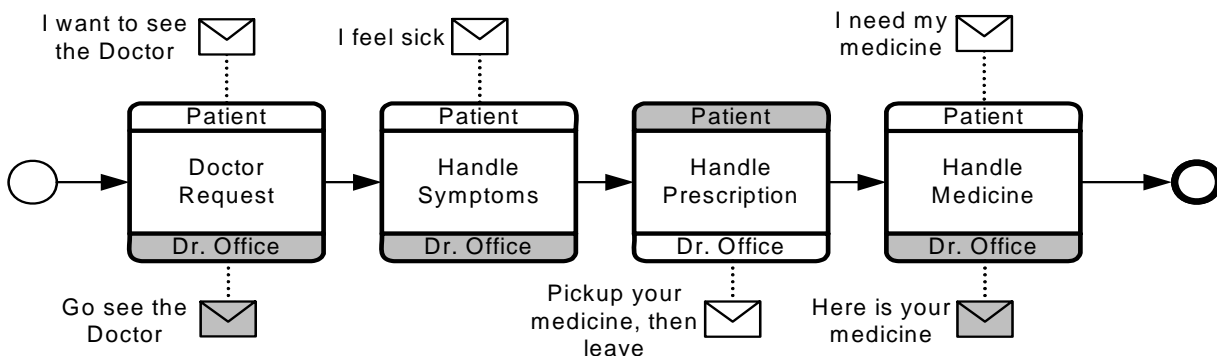 I want to see
the Doctor
I feel sick
I need my
medicine
Patient
Patient
Patient
Patient
Doctor
Request
Handle
Symptoms
Handle
Prescription
Handle
Medicine
Dr. Office
Dr. Office
Dr. Office
Dr. Office
Go see the
Doctor
Pickup your
medicine, then
leave
Here is your
medicine